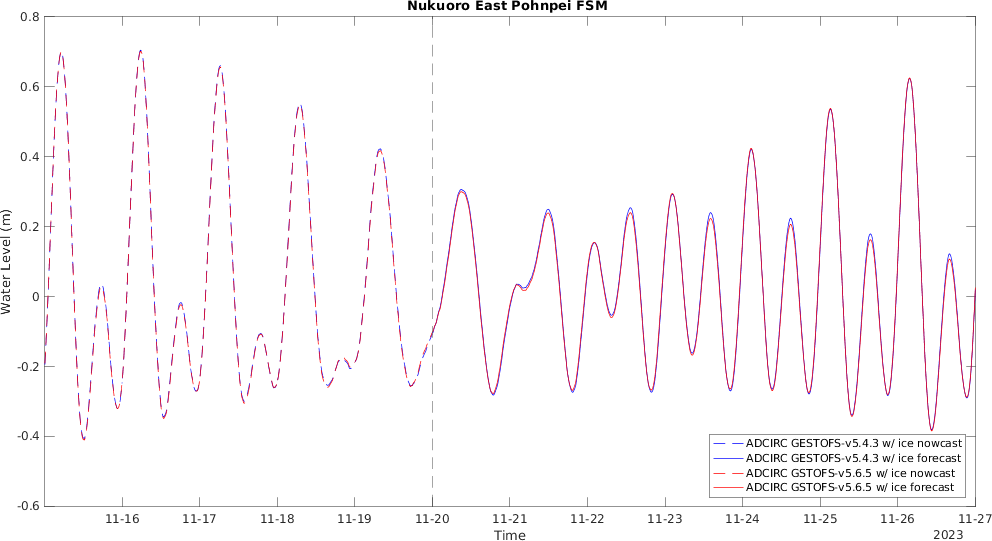 Nukuoro East Pohnpei FSM
0.8
0.6
0.4
0.2
0
-0.2
-0.4
-0.6
Water Level (m)
ADCIRC GESTOFS-v5.4.3 w/ ice nowcast
ADCIRC GESTOFS-v5.4.3 w/ ice forecast
ADCIRC GSTOFS-v5.6.5 w/ ice nowcast
ADCIRC GSTOFS-v5.6.5 w/ ice forecast
11-16 11-17 11-18 11-19 11-20 11-21 11-22 11-23 11-24 11-25 11-26 11-27
Time
2023